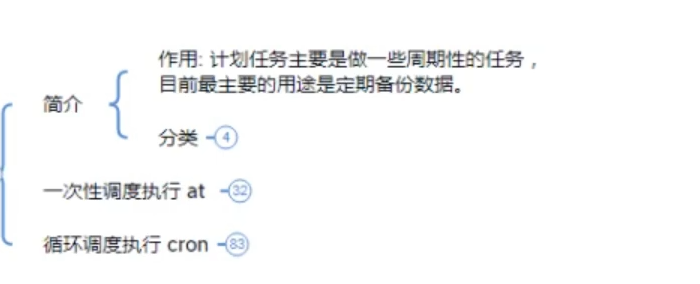 作用: 计划任务主要是做一些周期性的任务，
目前最主要的用途是定期备份数据。
简介
分类 4
一次性调度执行 at 32
循环调度执行 cron 83